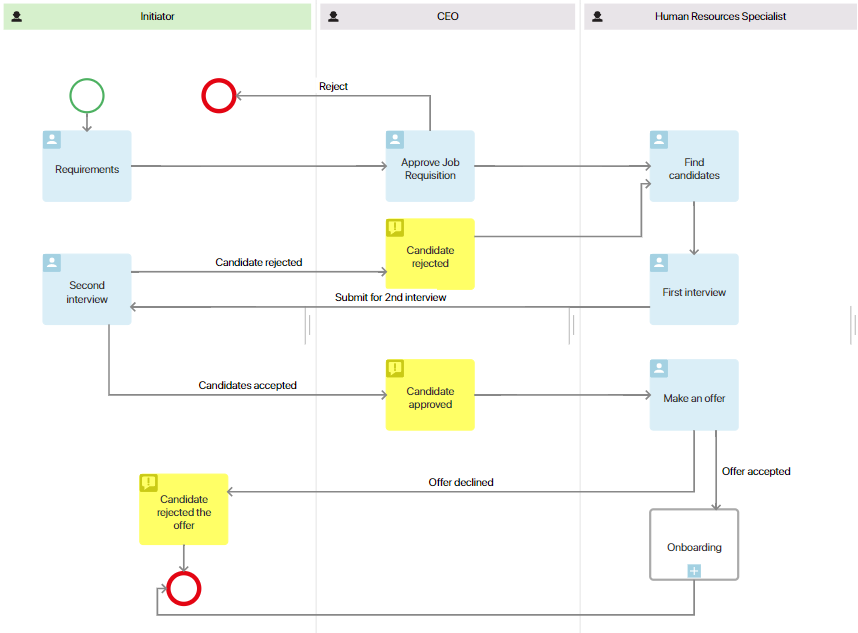 Initiator
CEO
Human Resources Specialist
Reject
Requirements
Approve Job
Requisition
Find
candidates
Candidate
rejected
Candidate rejected
Second
interview
First interview
Submit for 2nd interview
Candidates accepted
Candidate
approved
Make an offer
Offer accepted
Offer declined
Candidate
rejected the
offer
Onboarding